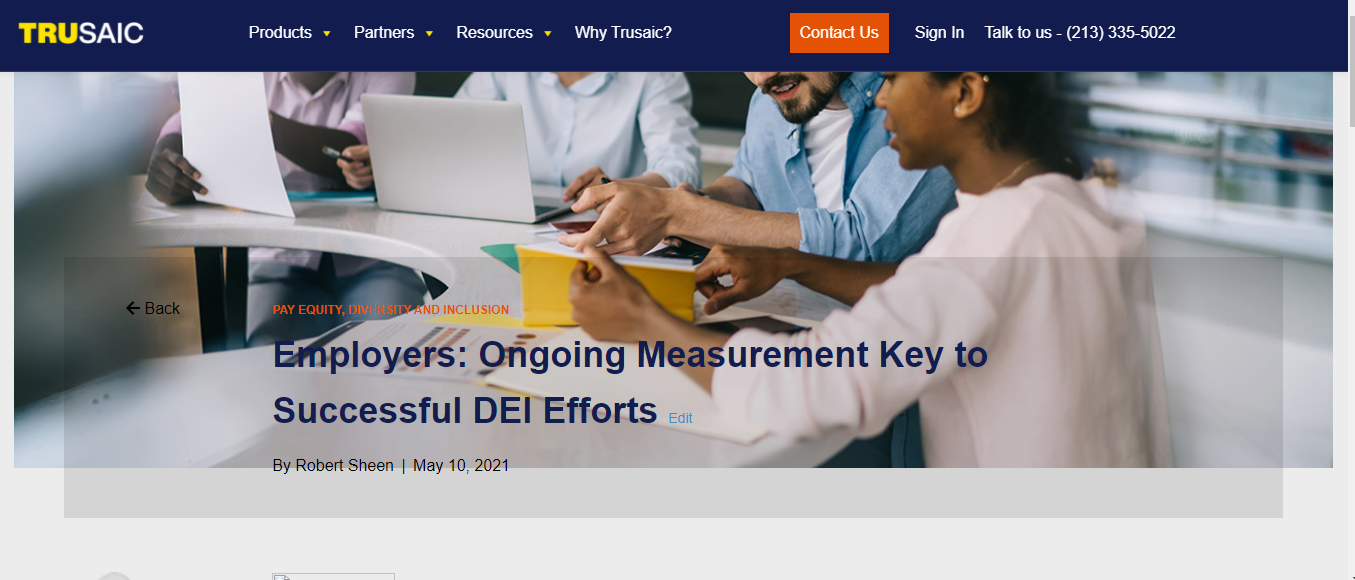 TRUSAIC Products Partners Resources Why Trusaic? Contact Us Sign In Talk to us - (213) 335-5022
← Back
PAY EQUITY, DIVERSITY AND INCLUSION
Employers: Ongoing Measurement Key to
Successful DEI Efforts Edit
By Robert Sheen | May 10, 2021